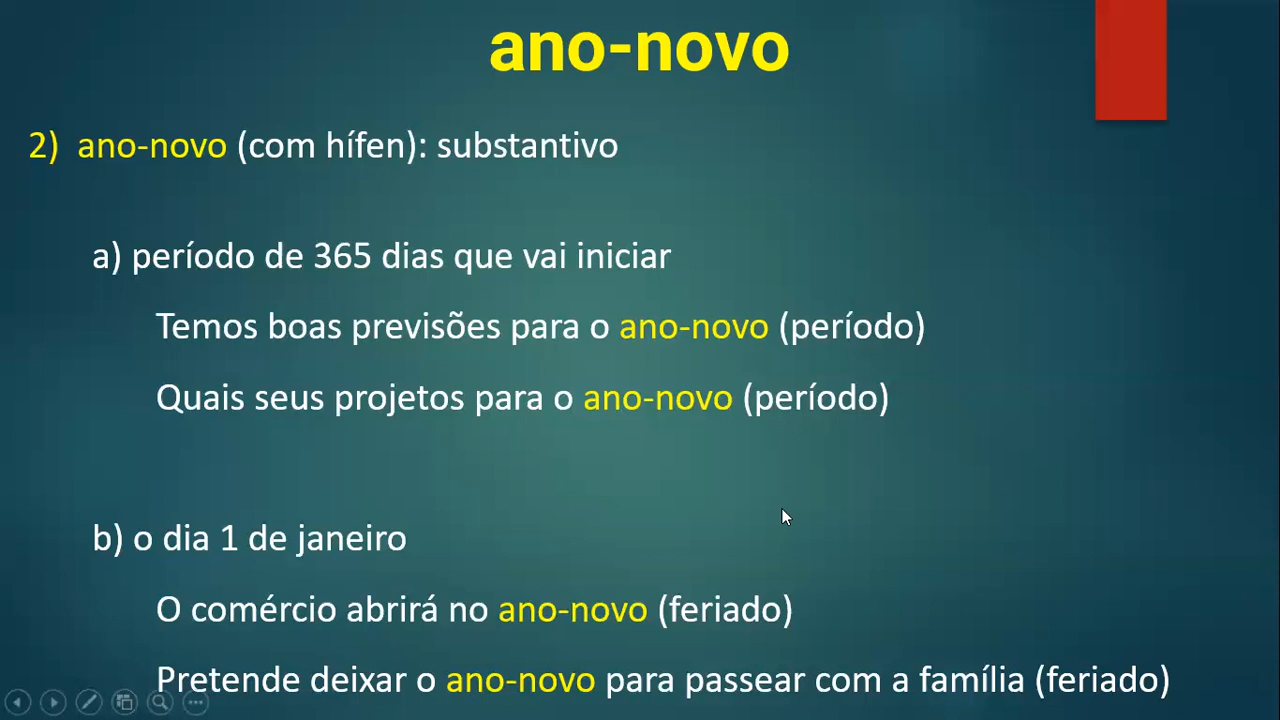 ano-novo
2) ano-novo (com hífen): substantivo
a) período de 365 dias que vai iniciar
Temos boas previsões para o ano-novo (período)
Quais seus projetos para o ano-novo (período)
b) o dia 1 de janeiro
O comércio abrirá no ano-novo (feriado)
Pretende deixar o ano-novo para passear com a família (feriado)